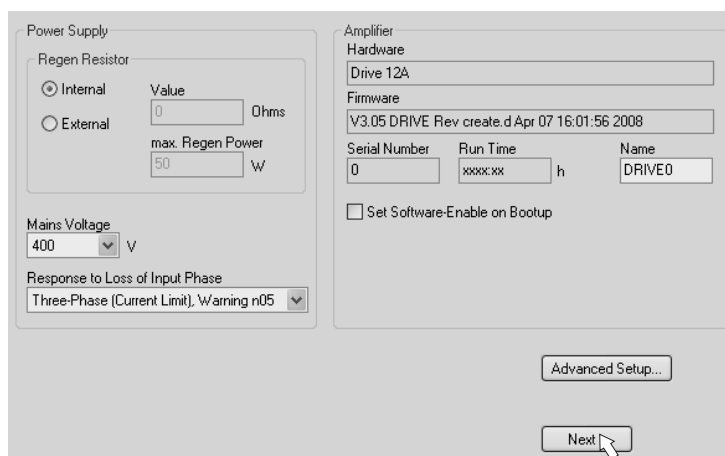 Power Supply
Regen Resistor
Internal
External
Value
0 Ohms
max. Regen Power
50 W
Mains Voltage
400 V
Response to Loss of Input Phase
Three-Phase (Current Limit), Warning n05
Amplifier
Hardware
Drive 12A
Firmware
V3.05 DRIVE Rev create.d Apr 07 16:01:56 2008
Serial Number Run Time Name
0 xxxx:xx h DRIVE0
Set Software-Enable on Bootup
Advanced Setup...
Next